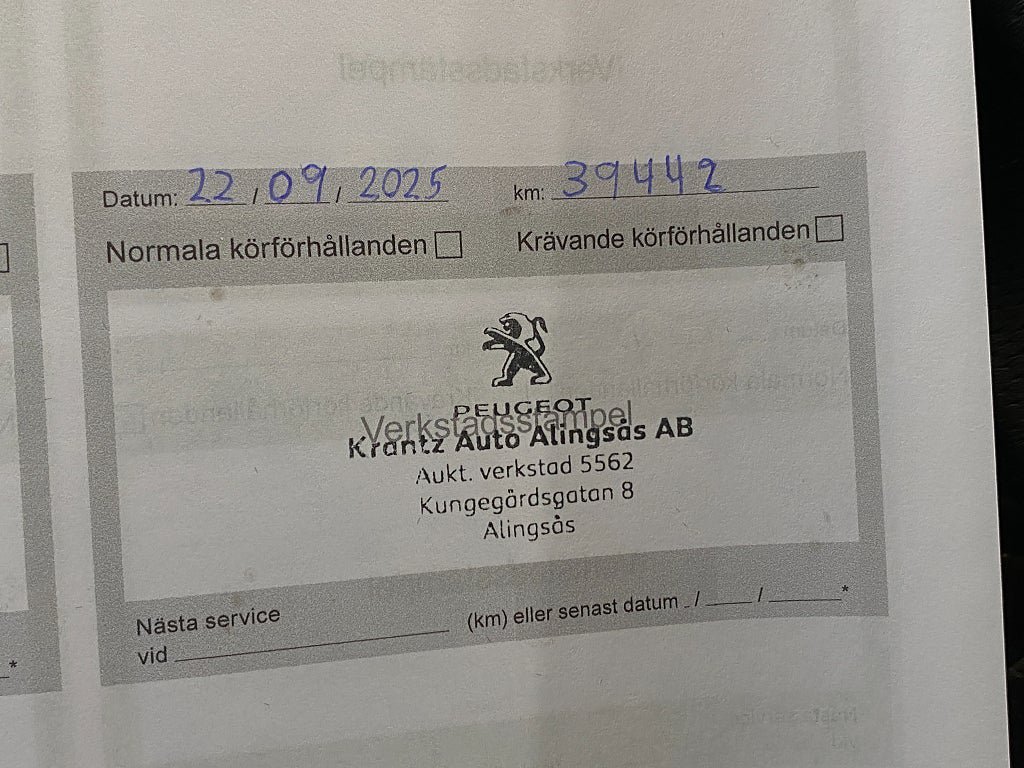 Datum: 22 / 09 / 2025 km: 39442
Normala körförhållanden Krävande körförhållanden
PEUGEOT
Verkstadsstämpel
Krantz Auto Alingsås AB
Aukt. verkstad 5562
Kungegårdsgatan 8
Alingsås
Nästa service
vid (km) eller senast datum / / *
*